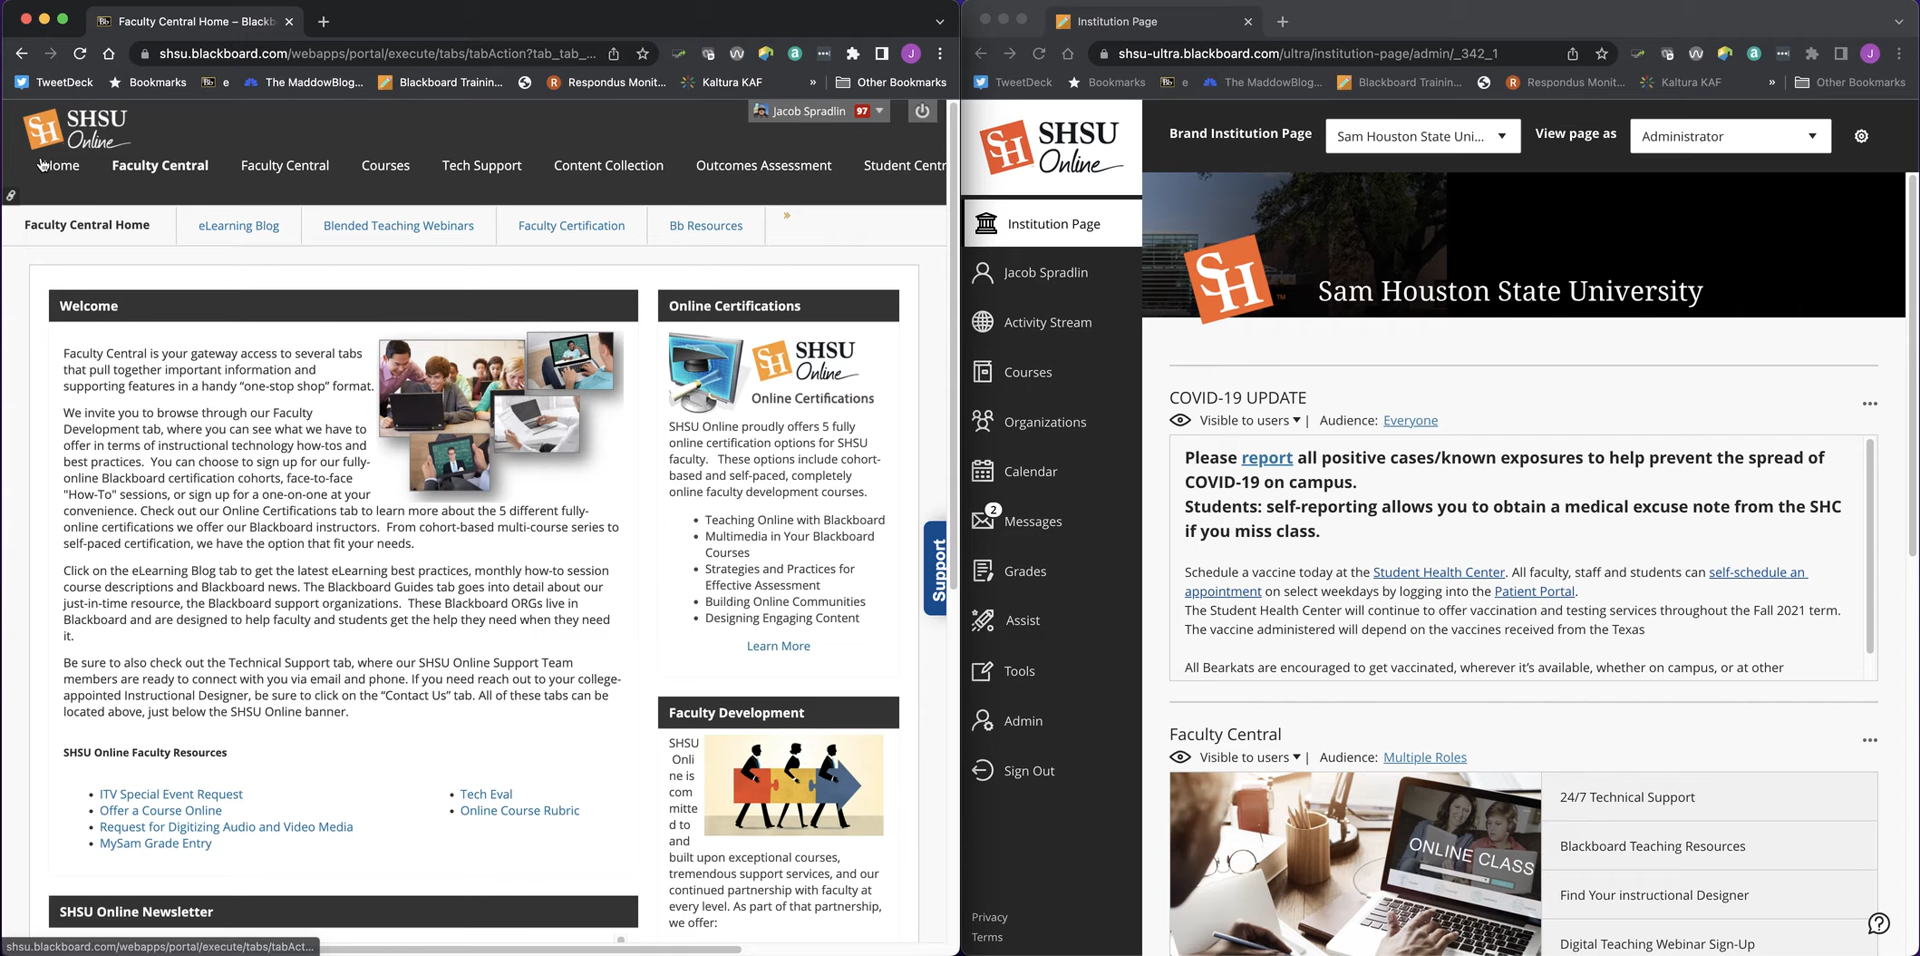 Faculty Central Home – Blackb
shsu.blackboard.com/webapps/portal/execute/tabs/tabAction?tab_tab_...
TweetDeck
Bookmarks
e
The MaddowBlog...
Blackboard Trainin...
Respondus Monit...
Kaltura KAF
»
Other Bookmarks
SHSU
Online
Jacob Spradlin 97
Home
Faculty Central
Faculty Central
Courses
Tech Support
Content Collection
Outcomes Assessment
Student Centr
Faculty Central Home
eLearning Blog
Blended Teaching Webinars
Faculty Certification
Bb Resources
»
Welcome
Faculty Central is your gateway access to several tabs
that pull together important information and
supporting features in a handy “one-stop shop” format.
We invite you to browse through our Faculty
Development tab, where you can see what we have to
offer in terms of instructional technology how-tos and
best practices.  You can choose to sign up for our fully-
online Blackboard certification cohorts, face-to-face
"How-To" sessions, or sign up for a one-on-one at your
convenience. Check out our Online Certifications tab to learn more about the 5 different fully-
online certifications we offer our Blackboard instructors. From cohort-based multi-course series to
self-paced certification, we have the option that fit your needs.
Click on the eLearning Blog tab to get the latest eLearning best practices, monthly how-to session
course descriptions and Blackboard news. The Blackboard Guides tab goes into detail about our
just-in-time resource, the Blackboard support organizations.  These Blackboard ORGs live in
Blackboard and are designed to help faculty and students get the help they need when they need
it.
Be sure to also check out the Technical Support tab, where our SHSU Online Support Team
members are ready to connect with you via email and phone. If you need reach out to your college-
appointed Instructional Designer, be sure to click on the “Contact Us” tab. All of these tabs can be
located above, just below the SHSU Online banner.
SHSU Online Faculty Resources
ITV Special Event Request
Offer a Course Online
Request for Digitizing Audio and Video Media
MySam Grade Entry
Tech Eval
Online Course Rubric
SHSU Online Newsletter
Online Certifications
SHSU
Online
Online Certifications
SHSU Online proudly offers 5 fully
online certification options for SHSU
faculty.   These options include cohort-
based and self-paced, completely
online faculty development courses.
Teaching Online with Blackboard
Multimedia in Your Blackboard
Courses
Strategies and Practices for
Effective Assessment
Building Online Communities
Designing Engaging Content
Learn More
Faculty Development
SHSU
Onli
ne is
com
mitte
d to
and
built upon exceptional courses,
tremendous support services, and our
continued partnership with faculty at
every level. As part of that partnership,
we offer:
Support
shsu.blackboard.com/webapps/portal/execute/tabs/tabAct...
Institution Page
shsu-ultra.blackboard.com/ultra/institution-page/admin/_342_1
TweetDeck
Bookmarks
e
The MaddowBlog...
Blackboard Trainin...
Respondus Monit...
Kaltura KAF
»
Other Bookmarks
SHSU
Online
Institution Page
Jacob Spradlin
Activity Stream
Courses
Organizations
Calendar
2
Messages
Grades
Assist
Tools
Admin
Sign Out
Privacy
Terms
Brand Institution Page
Sam Houston State Uni...
View page as
Administrator
SH
Sam Houston State University
COVID-19 UPDATE
Visible to users | Audience: Everyone
Please report all positive cases/known exposures to help prevent the spread of
COVID-19 on campus.
Students: self-reporting allows you to obtain a medical excuse note from the SHC
if you miss class.
Schedule a vaccine today at the Student Health Center. All faculty, staff and students can self-schedule an
appointment on select weekdays by logging into the Patient Portal.
The Student Health Center will continue to offer vaccination and testing services throughout the Fall 2021 term.
The vaccine administered will depend on the vaccines received from the Texas
All Bearkats are encouraged to get vaccinated, wherever it’s available, whether on campus, or at other
Faculty Central
Visible to users | Audience: Multiple Roles
ONLINE CLASS
24/7 Technical Support
Blackboard Teaching Resources
Find Your instructional Designer
Digital Teaching Webinar Sign-Up